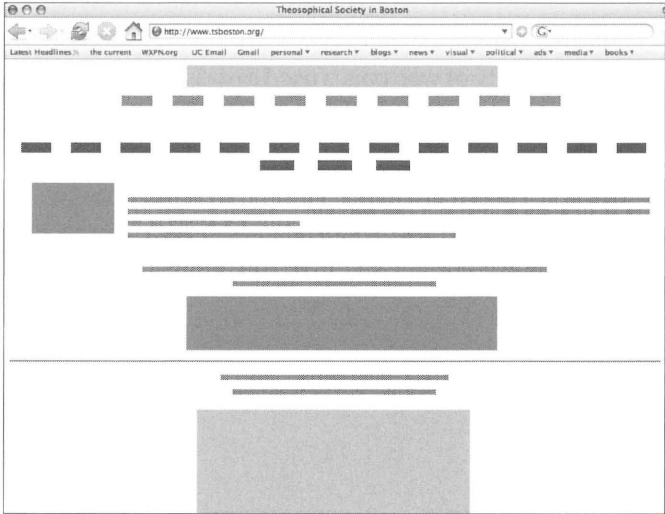 Theosophical Society in Boston
http://www.tsboston.org/ G
Latest Headlines the current WXPN.org UC Email Gmail personal research blogs news visual political ads media books